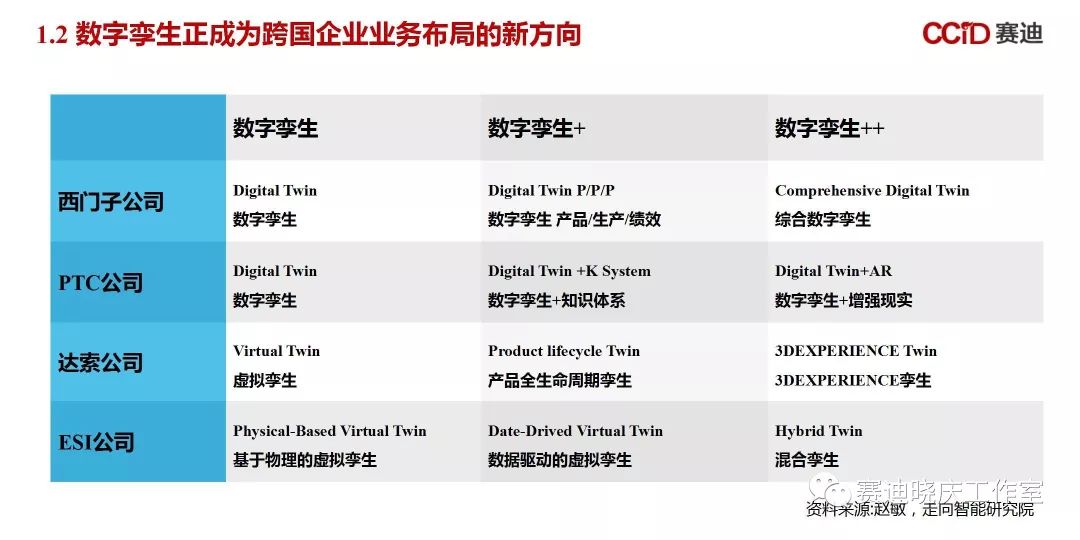 1.2 数字孪生正成为跨国企业业务布局的新方向
CCID 赛迪
数字孪生
数字孪生+
数字孪生++
西门子公司
Digital Twin
数字孪生
Digital Twin P/P/P
数字孪生 产品/生产/绩效
Comprehensive Digital Twin
综合数字孪生
PTC公司
Digital Twin
数字孪生
Digital Twin +K System
数字孪生+知识体系
Digital Twin+AR
数字孪生+增强现实
达索公司
Virtual Twin
虚拟孪生
Product lifecycle Twin
产品全生命周期孪生
3DEXPERIENCE Twin
3DEXPERIENCE孪生
ESI公司
Physical-Based Virtual Twin
基于物理的虚拟孪生
Date-Drived Virtual Twin
数据驱动的虚拟孪生
Hybrid Twin
混合孪生
赛迪晓庆工作室
资料来源:赵敏，走向智能研究院